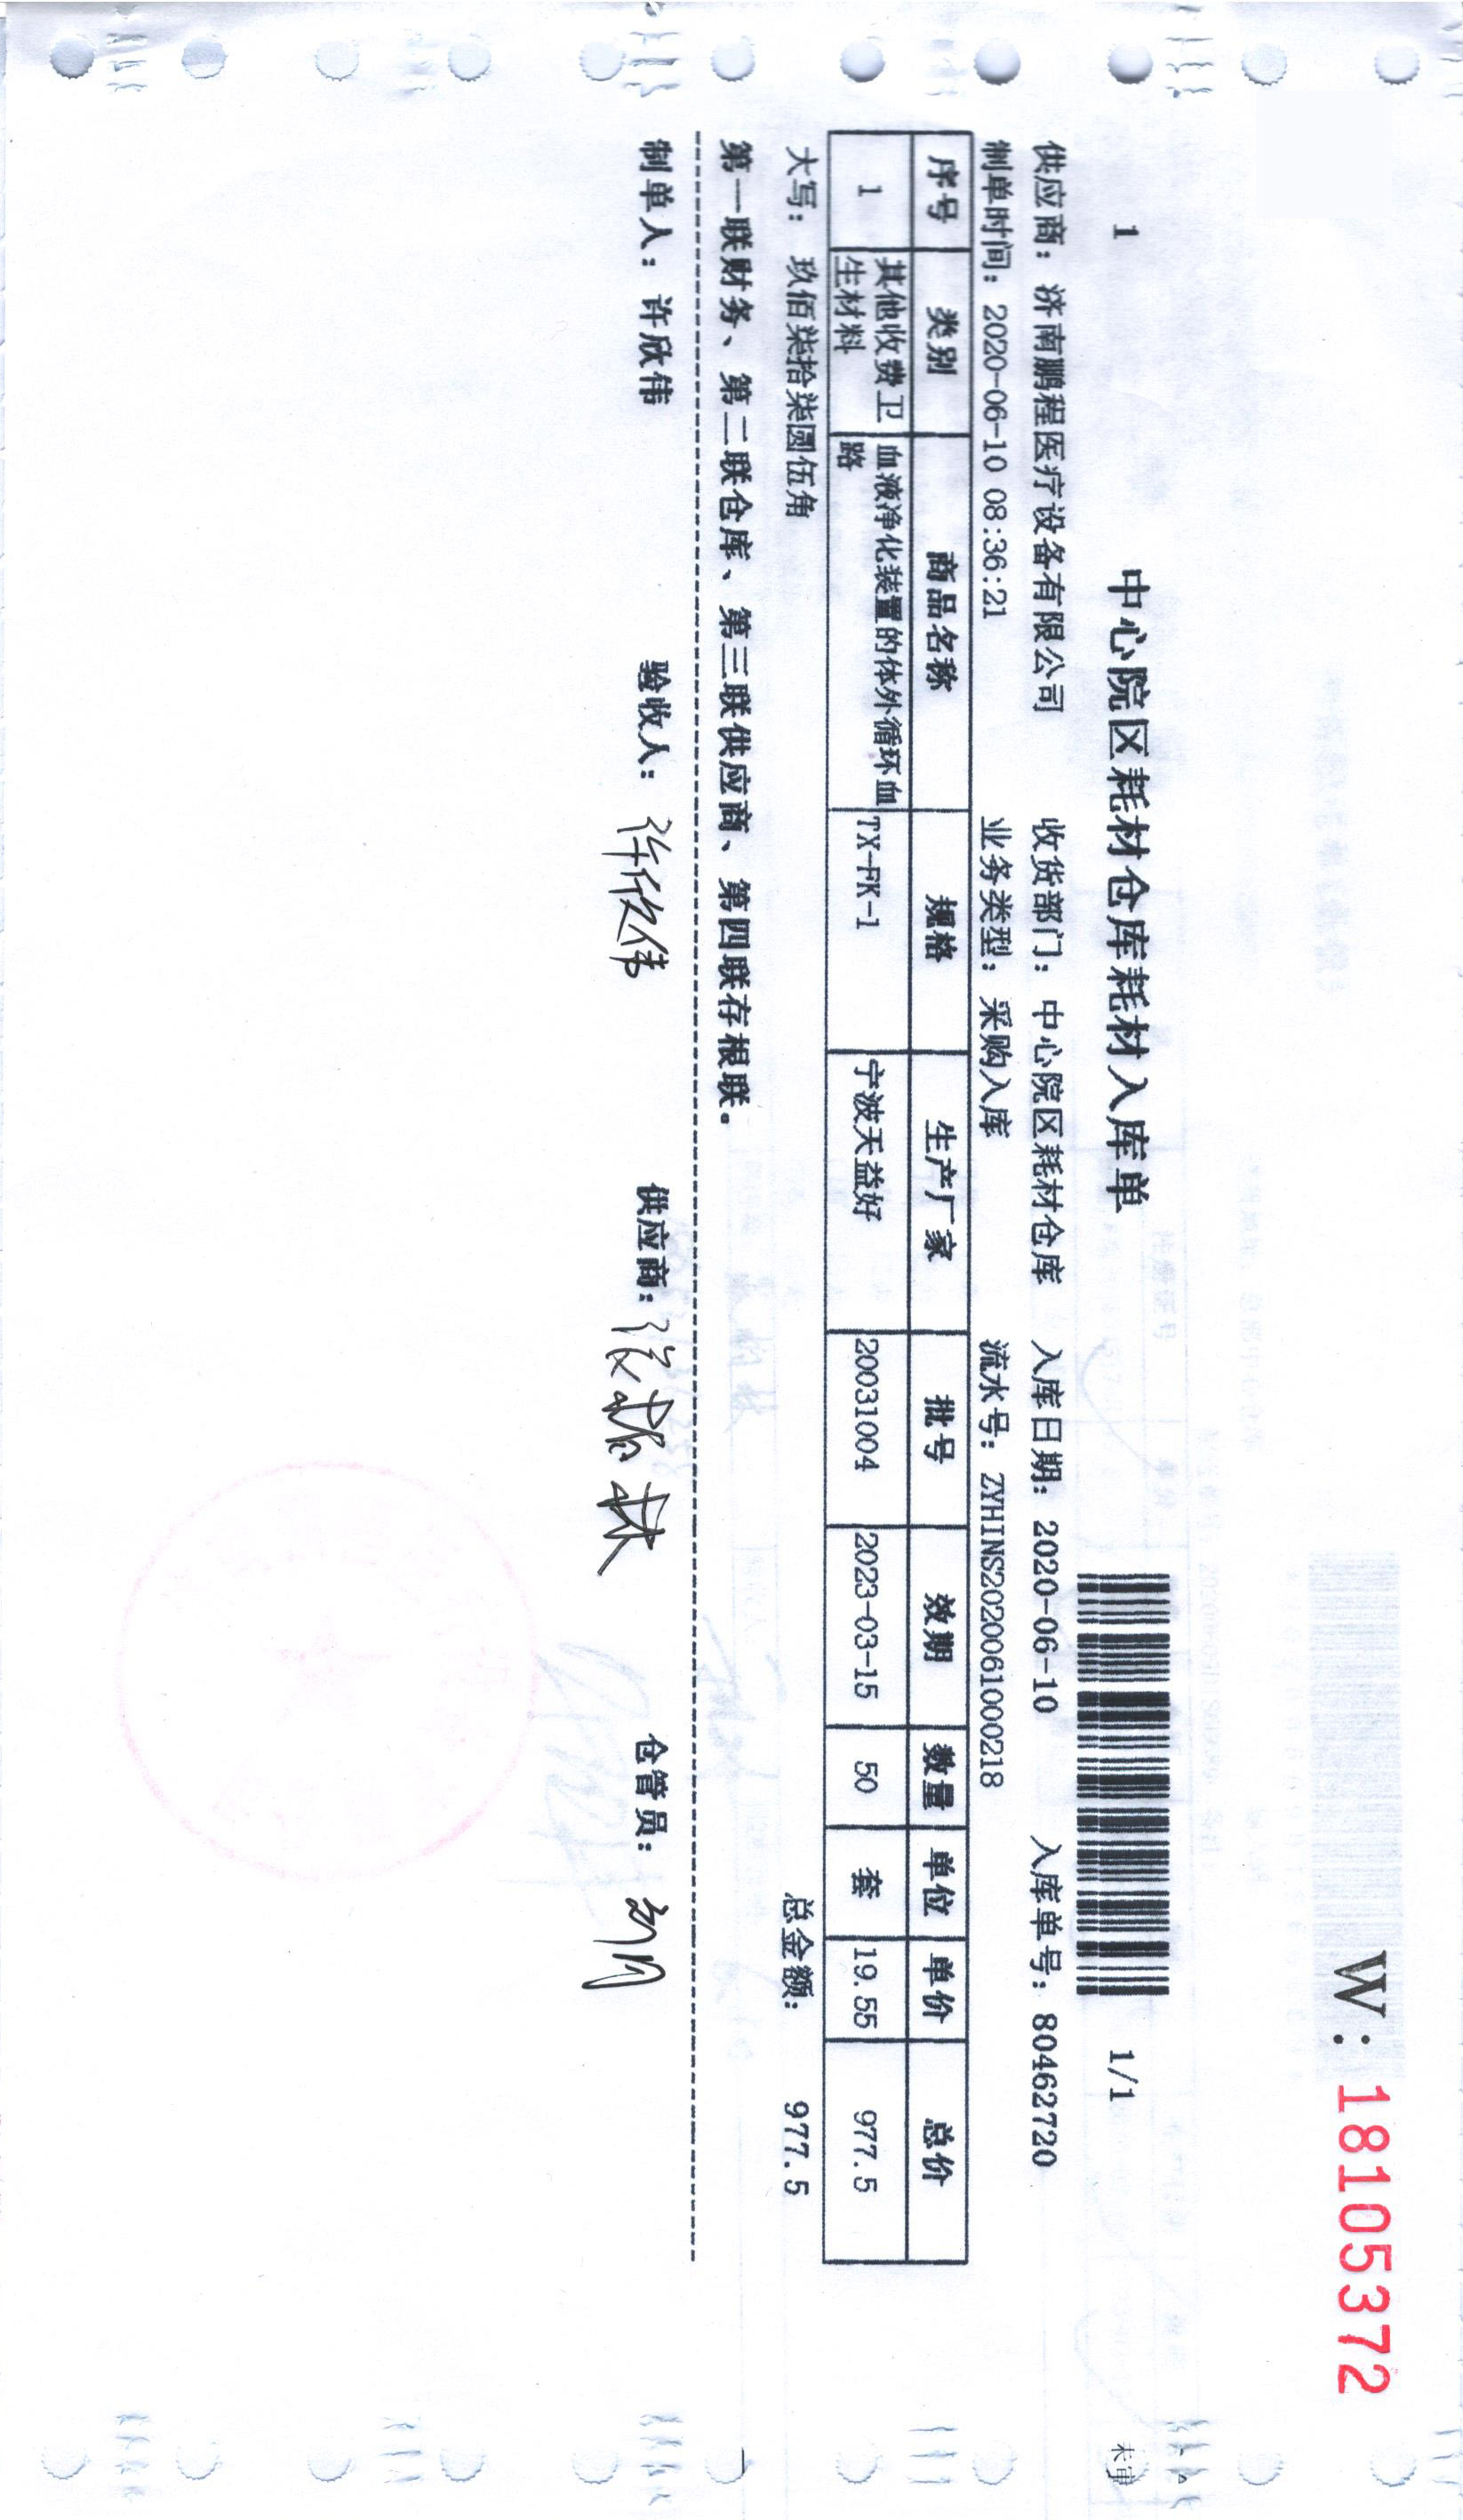 W: 18105372
1 中心院区耗材仓库耗材入库单 1/1 未审
供应商: 济南鹏程医疗设备有限公司 收货部门: 中心院区耗材仓库 入库日期: 2020-06-10 入库单号: 80462720
制单时间: 2020-06-10 08:36:21 业务类型: 采购入库 流水号: ZYHINS2020061000218
序号 类别 商品名称 规格 生产厂家 批号 效期 数量 单位 单价 总价
1 其他收费卫生材料 血液净化装置的体外循环血路 TX-FK-1 宁波天益好 20031004 2023-03-15 50 套 19.55 977.5
大写: 玖佰柒拾柒圆伍角 总金额: 977.5
第一联财务、第二联仓库、第三联供应商、第四联存根联。
制单人: 许欣伟 验收人: 许欣伟 供应商: 张栢林 仓管员: 刘月